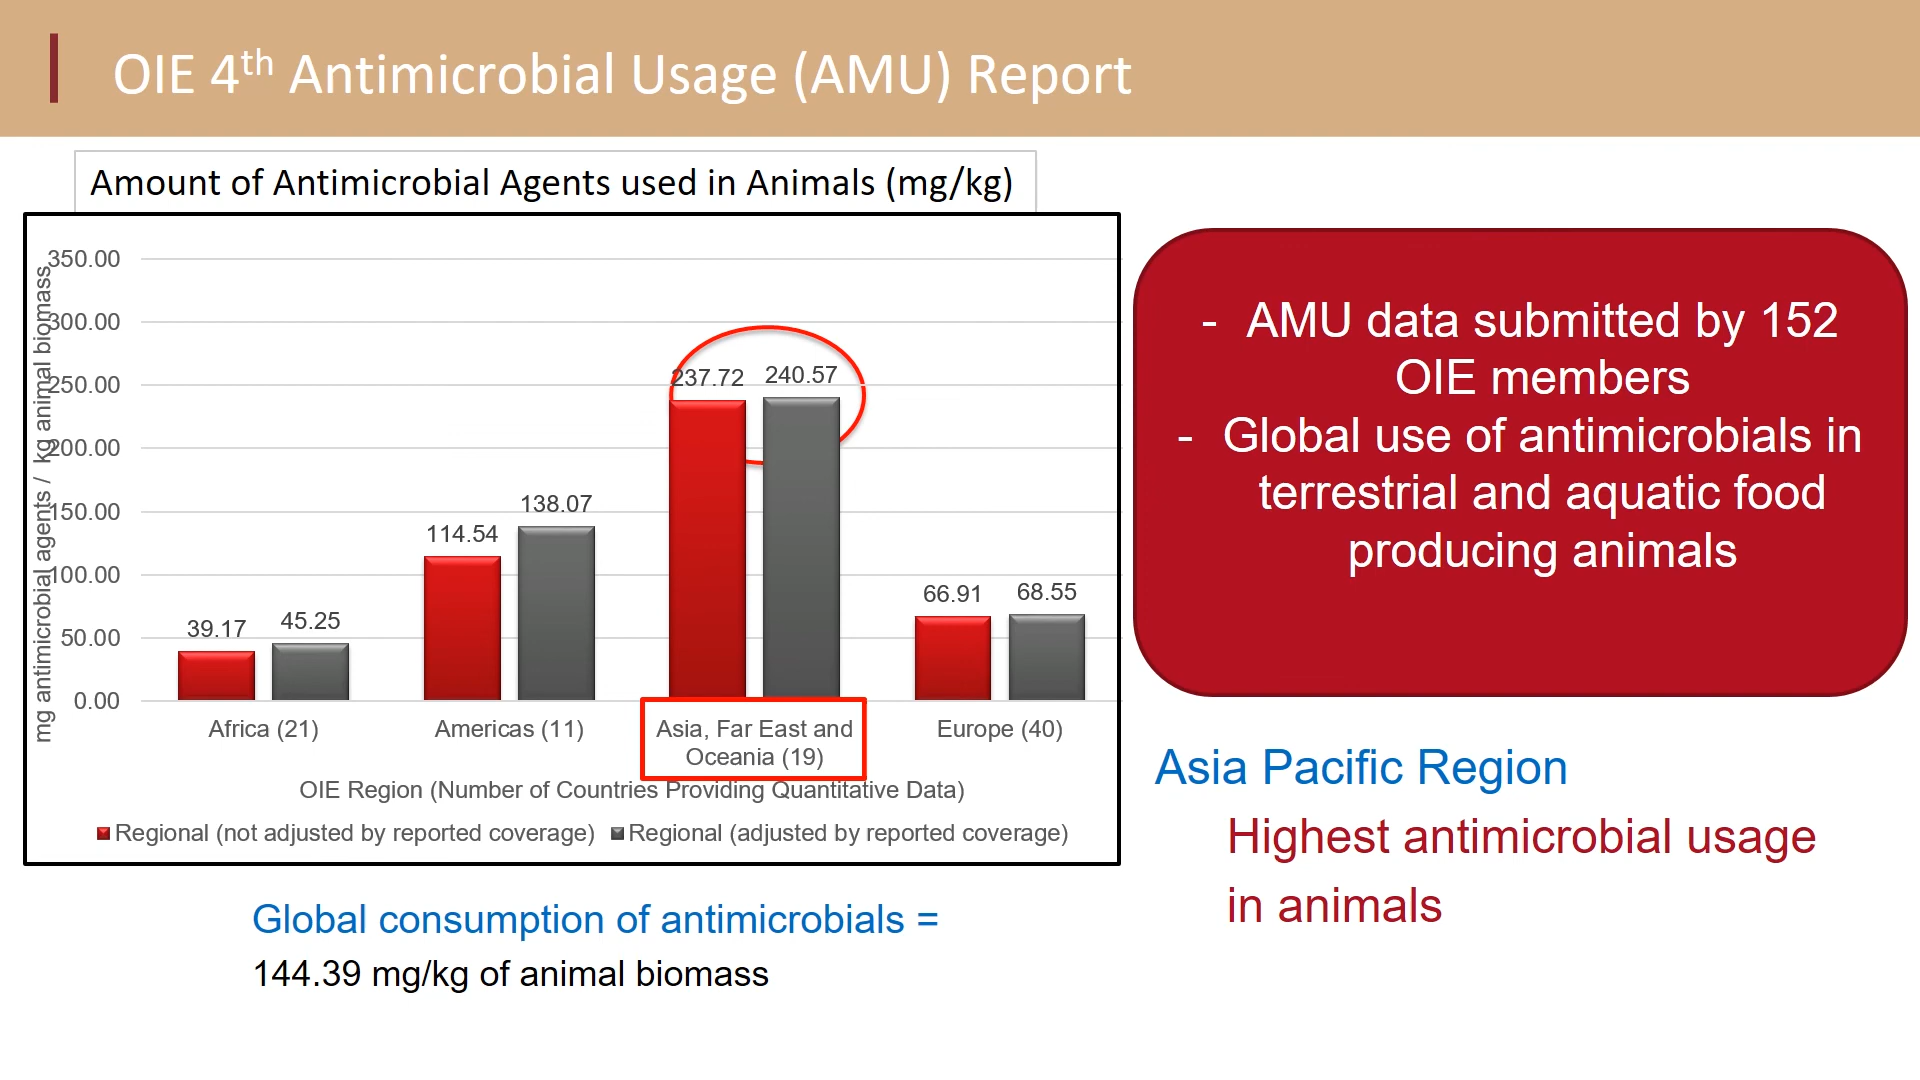 OIE 4th Antimicrobial Usage (AMU) Report
Amount of Antimicrobial Agents used in Animals (mg/kg)
mg antimicrobial agents / kg animal biomass
350.00
300.00
250.00
200.00
150.00
100.00
50.00
0.00
39.17
45.25
114.54
138.07
237.72
240.57
66.91
68.55
Africa (21)
Americas (11)
Asia, Far East and
Oceania (19)
Europe (40)
OIE Region (Number of Countries Providing Quantitative Data)
Regional (not adjusted by reported coverage)
Regional (adjusted by reported coverage)
Global consumption of antimicrobials =
144.39 mg/kg of animal biomass
- AMU data submitted by 152
OIE members
- Global use of antimicrobials in
terrestrial and aquatic food
producing animals
Asia Pacific Region
Highest antimicrobial usage
in animals